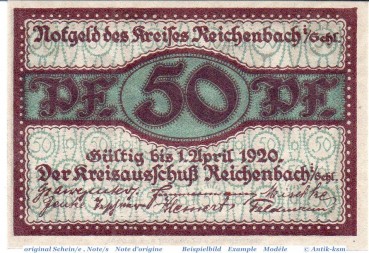 Notgeld des Kreises Reichenbach i/Schl.
PF. 50 PF.
Gültig bis 1. April 1920.
Der Kreisausschuß Reichenbach i/Schl.
original Schein/e . Note/s Note d'origine Beispielbild Example Modèle © Antik-ksm